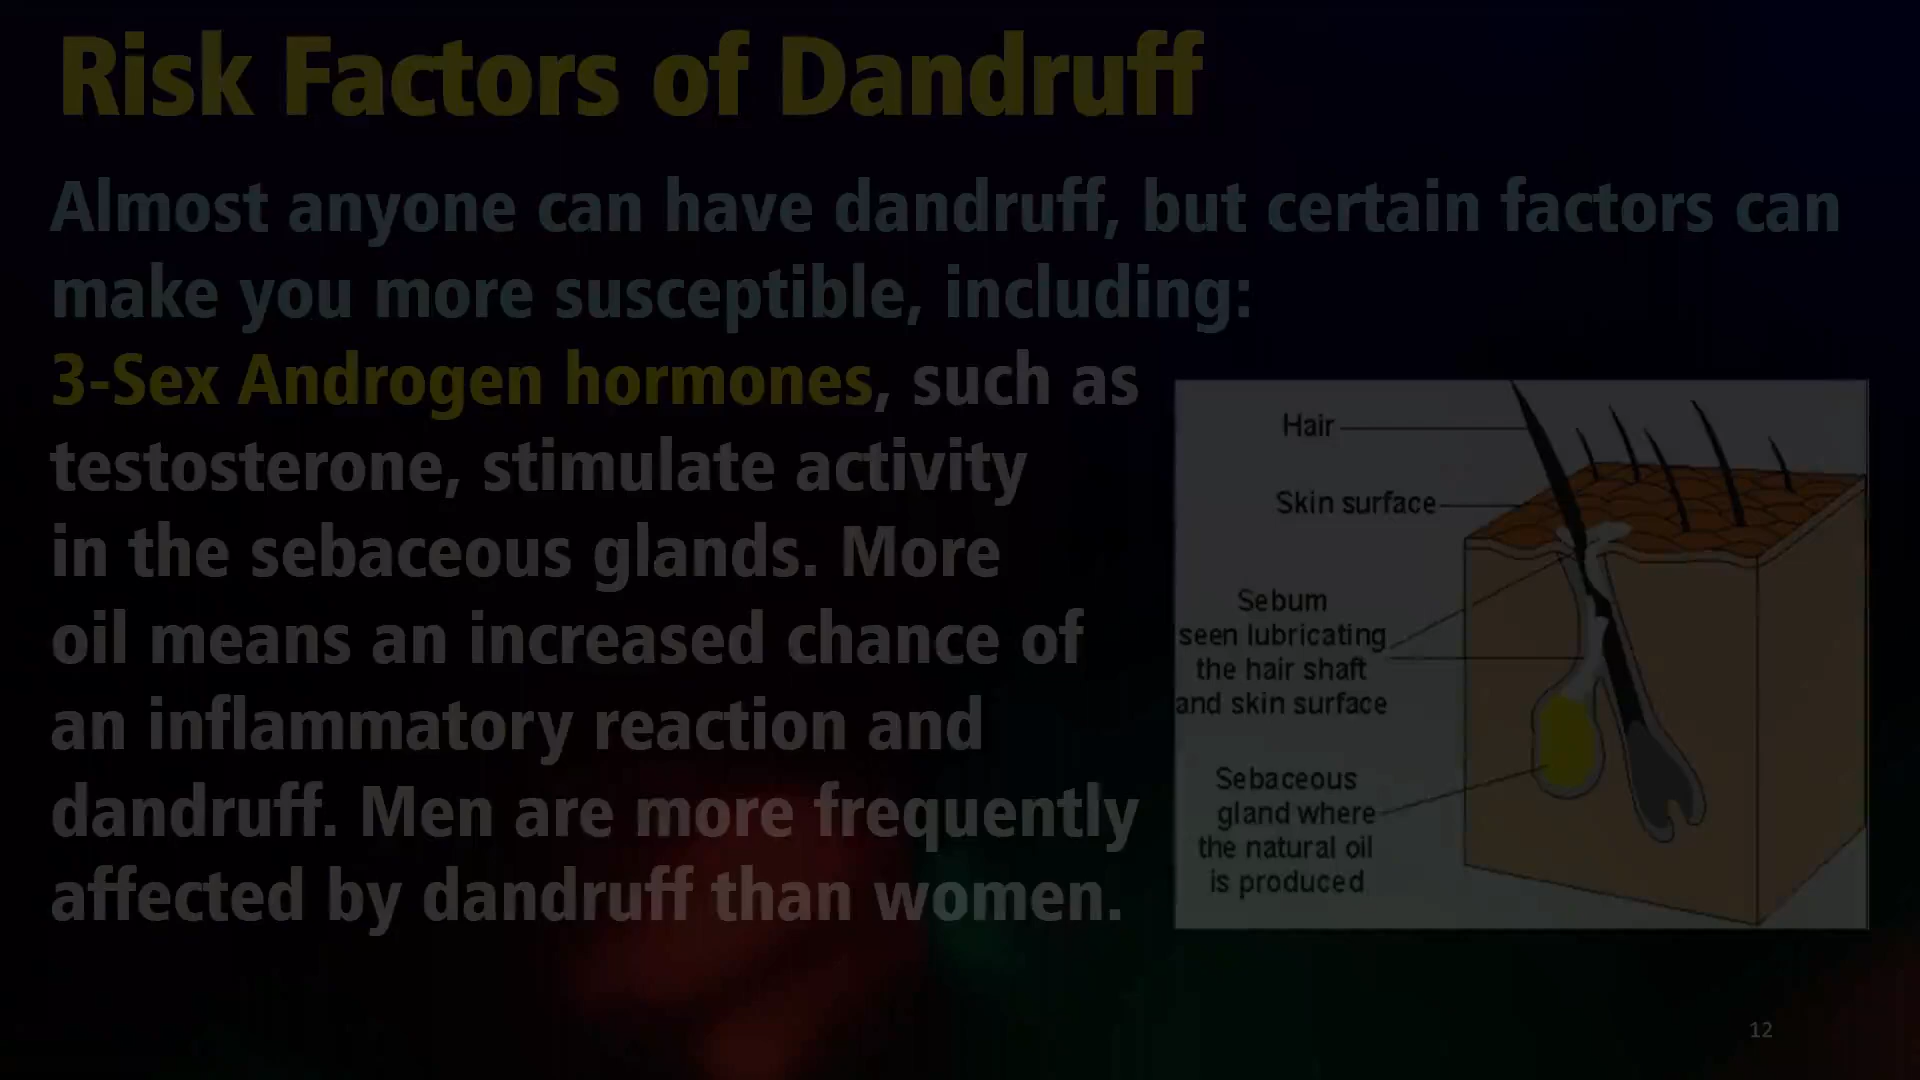 Risk Factors of Dandruff
Almost anyone can have dandruff, but certain factors can
make you more susceptible, including:
3-Sex Androgen hormones, such as
testosterone, stimulate activity
in the sebaceous glands. More
oil means an increased chance of
an inflammatory reaction and
dandruff. Men are more frequently
affected by dandruff than women.
Hair
Skin surface
Sebum
seen lubricating
the hair shaft
and skin surface
Sebaceous
gland where
the natural oil
is produced
12